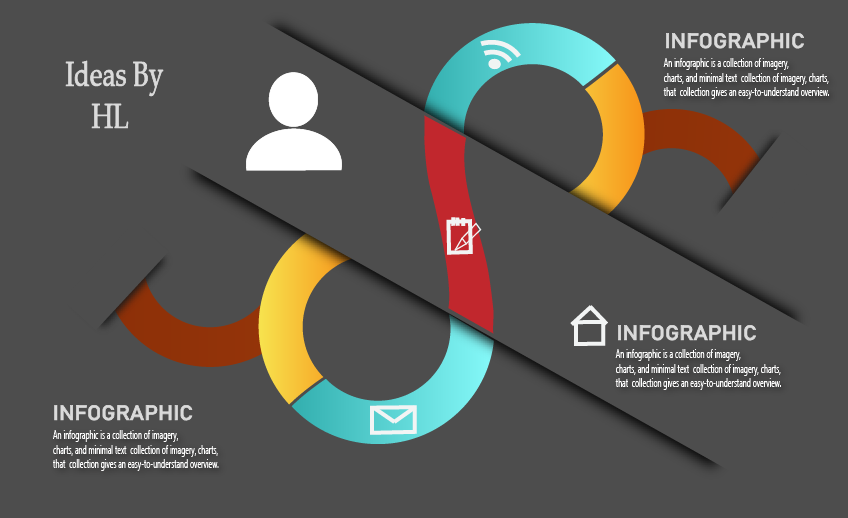 Ideas By
HL
INFOGRAPHIC
An infographic is a collection of imagery,
charts, and minimal text collection of imagery, charts,
that collection gives an easy-to-understand overview.
INFOGRAPHIC
An infographic is a collection of imagery,
charts, and minimal text collection of imagery, charts,
that collection gives an easy-to-understand overview.
INFOGRAPHIC
An infographic is a collection of imagery,
charts, and minimal text collection of imagery, charts,
that collection gives an easy-to-understand overview.